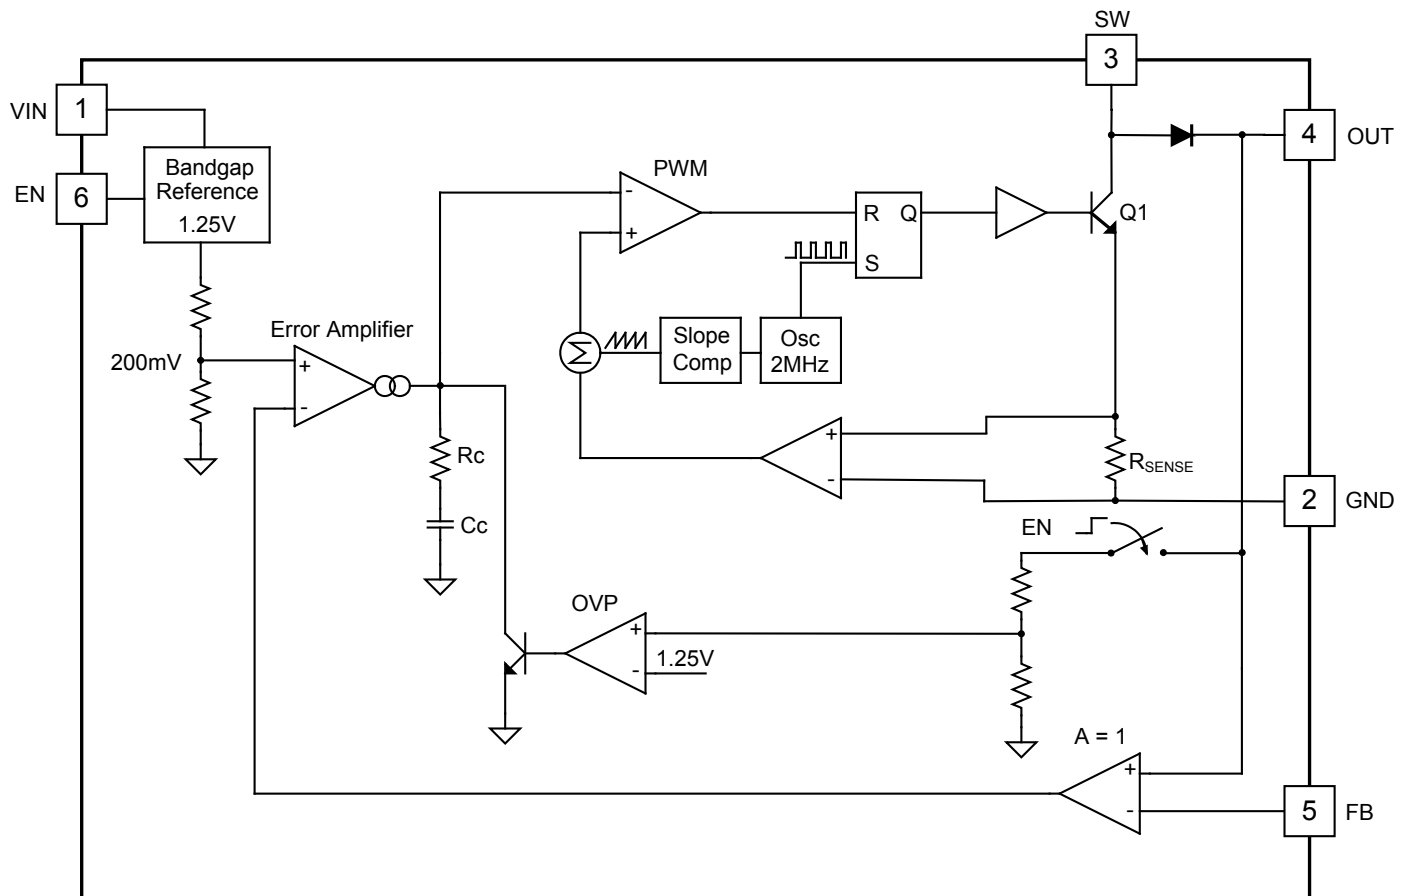 SW
3
VIN
1
4
OUT
EN
6
Bandgap
Reference
1.25V
PWM
-
+
R
Q
S
Q1
Error Amplifier
200mV
+
-
Σ
Slope
Comp
Osc
2MHz
+
-
RSENSE
Rc
Cc
2
GND
EN
OVP
+
-
1.25V
A = 1
+
-
5
FB